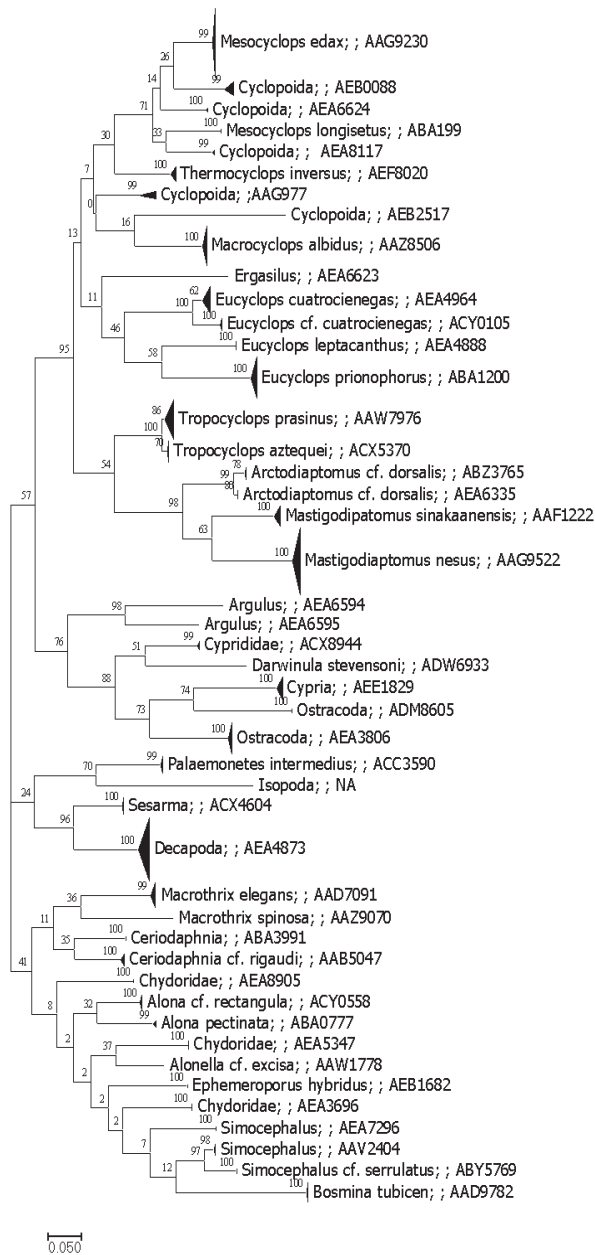 99 Mesocyclops edax; ; AAG9230
26
99 Cyclopoida; ; AEB0088
14
100 Cyclopoida; ; AEA6624
71
100 Mesocyclops longisetus; ; ABA199
33
99 Cyclopoida; ; AEA8117
30
100 Thermocyclops inversus; ; AEF8020
7
99 Cyclopoida; ;AAG977
0
Cyclopoida; ; AEB2517
16
100 Macrocyclops albidus; ; AAZ8506
13
Ergasilus; ; AEA6623
11
62 Eucyclops cuatrocienegas; ; AEA4964
100
100 Eucyclops cf. cuatrocienegas; ; ACY0105
46
100 Eucyclops leptacanthus; ; AEA4888
58
100 Eucyclops prionophorus; ; ABA1200
95
86 Tropocyclops prasinus; ; AAW7976
100
70 Tropocyclops aztequei; ; ACX5370
54
78 Arctodiaptomus cf. dorsalis; ; ABZ3765
99
88 Arctodiaptomus cf. dorsalis; ; AEA6335
98
100 Mastigodipatomus sinakaanensis; ; AAF1222
63
100 Mastigodiaptomus nesus; ; AAG9522
57
Argulus; ; AEA6594
98
Argulus; ; AEA6595
76
99 Cyprididae; ; ACX8944
51
Darwinula stevensoni; ; ADW6933
88
100 Cypria; ; AEE1829
74
100 Ostracoda; ; ADM8605
73
100 Ostracoda; ; AEA3806
99 Palaemonetes intermedius; ; ACC3590
70
Isopoda; ; NA
24
100 Sesarma; ; ACX4604
96
100 Decapoda; ; AEA4873
99 Macrothrix elegans; ; AAD7091
36
Macrothrix spinosa; ; AAZ9070
11
100 Ceriodaphnia; ; ABA3991
35
100 Ceriodaphnia cf. rigaudi; ; AAB5047
41
100 Chydoridae; ; AEA8905
8
100 Alona cf. rectangula; ; ACY0558
32
99 Alona pectinata; ; ABA0777
2
100 Chydoridae; ; AEA5347
37
Alonella cf. excisa; ; AAW1778
2
100 Ephemeroporus hybridus; ; AEB1682
2
100 Chydoridae; ; AEA3696
2
100 Simocephalus; ; AEA7296
7
98 Simocephalus; ; AAV2404
97
100 Simocephalus cf. serrulatus; ; ABY5769
12
100 Bosmina tubicen; ; AAD9782
0.050